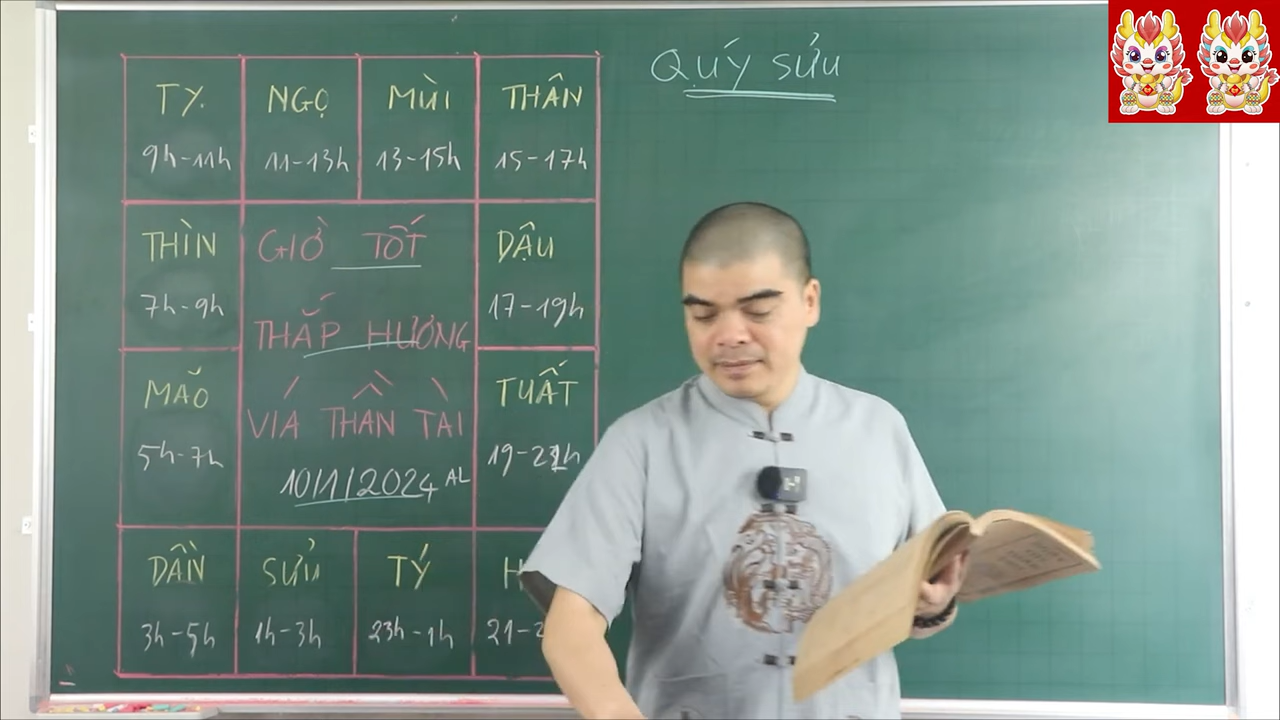 QUÝ SỬU
TỴ. NGỌ MÙI THÂN
9h-11h 11-13h 13-15h 15-17h
THÌN GIỜ TỐT DẬU
7h-9h THẮP HƯƠNG 17-19h
MÃO VÍA THẦN TÀI TUẤT
5h-7h 10/1/2024 AL 19-21h
DẦN SỬU TÝ
3h-5h 1h-3h 23h-1h